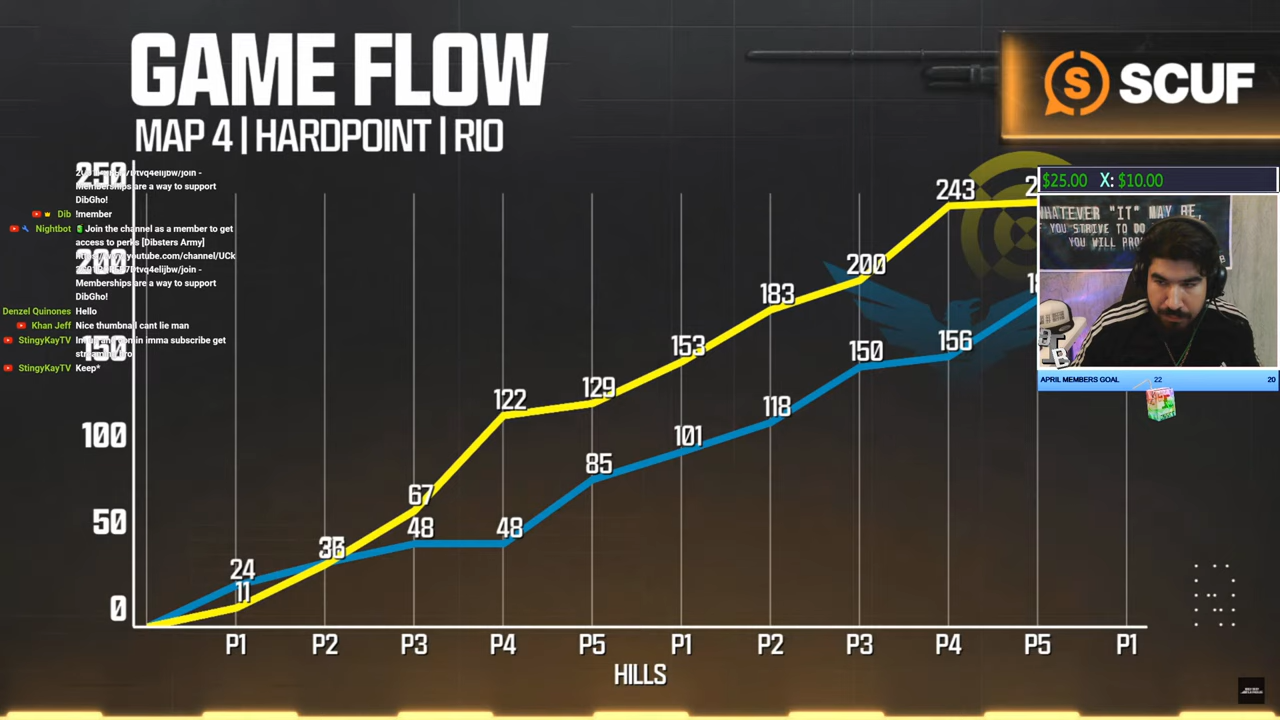 GAME FLOW
MAP 4 | HARDPOINT | RIO
SCUF
$25.00 X: $10.00
WHATEVER "IT" MAY BE,
YOU STRIVE TO DO
YOU WILL
APRIL MEMBERS GOAL 22 20
Memberships are a way to support
DibGho!
Dib !member
Nightbot Join the channel as a member to get
access to perks [Dibsters Army]
Memberships are a way to support
DibGho!
Denzel Quinones Hello
Khan Jeff Nice thumbnail cant lie man
StingyKayTV in imma subscribe get
bro
StingyKayTV Keep*
250
200
150
100
50
0
24
11
36
67
48
122
48
129
85
153
101
183
118
200
150
243
156
P1 P2 P3 P4 P5 P1 P2 P3 P4 P5 P1
HILLS